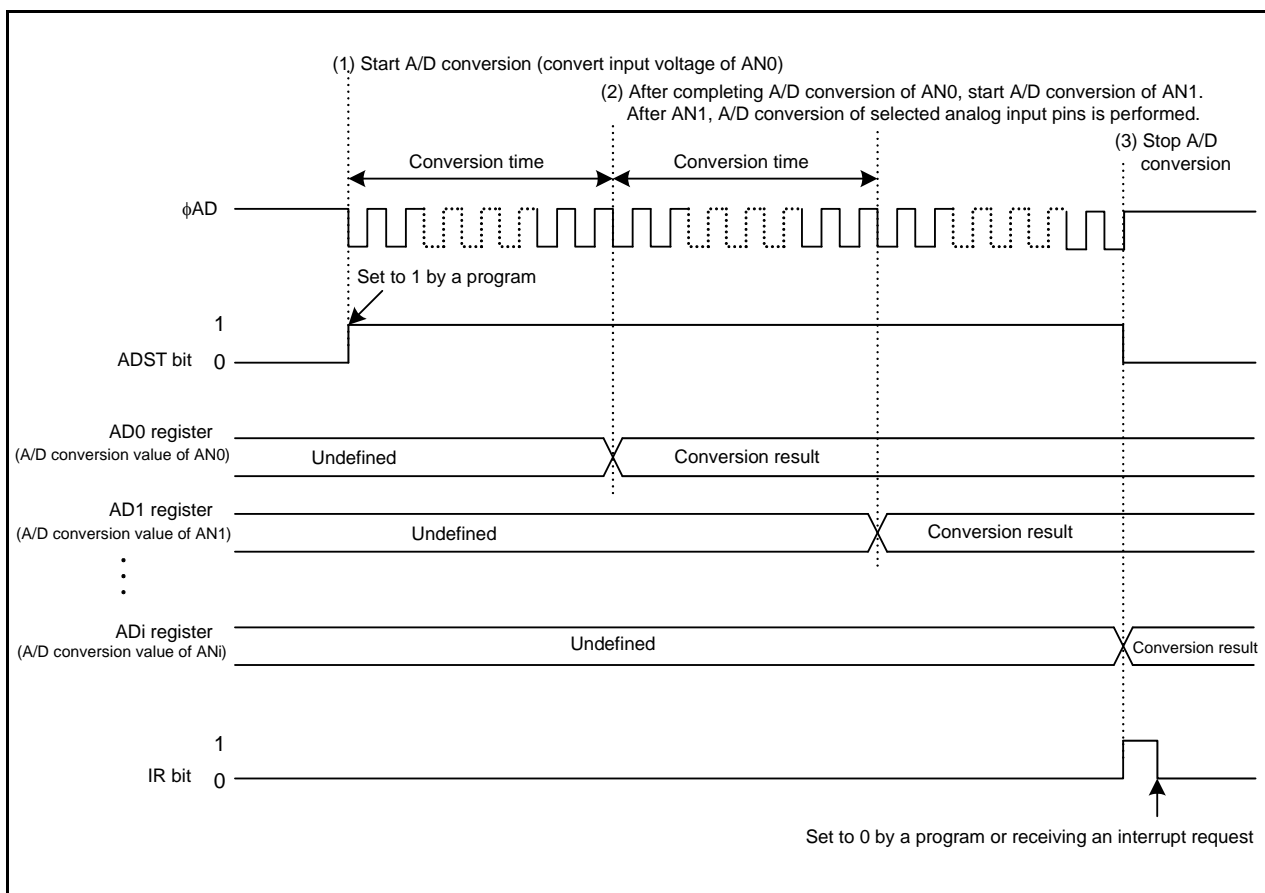 (1) Start A/D conversion (convert input voltage of AN0)
(2) After completing A/D conversion of AN0, start A/D conversion of AN1.
After AN1, A/D conversion of selected analog input pins is performed.
(3) Stop A/D
conversion
Conversion time
Conversion time
φAD
Set to 1 by a program
1
ADST bit
0
AD0 register
(A/D conversion value of AN0)
Undefined
Conversion result
AD1 register
(A/D conversion value of AN1)
Undefined
Conversion result
ADi register
(A/D conversion value of ANi)
Undefined
Conversion result
1
IR bit
0
Set to 0 by a program or receiving an interrupt request